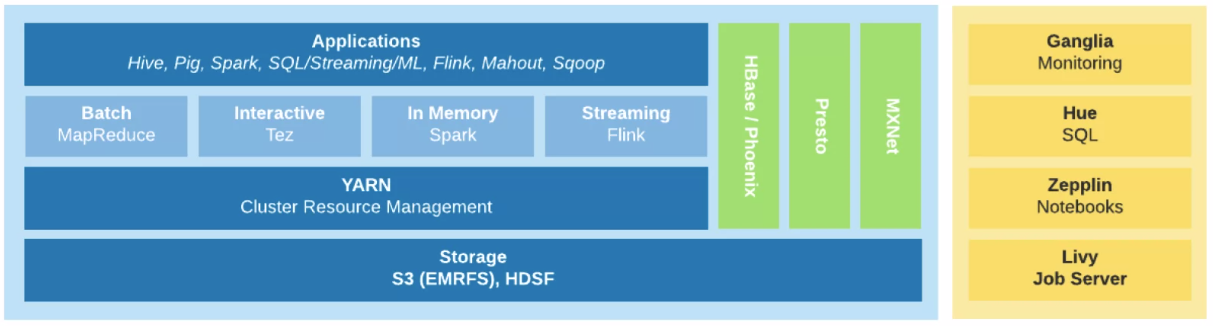 Applications
Hive, Pig, Spark, SQL/Streaming/ML, Flink, Mahout, Sqoop
Batch
MapReduce
Interactive
Tez
In Memory
Spark
Streaming
Flink
YARN
Cluster Resource Management
HBase / Phoenix
Presto
MXNet
Storage
S3 (EMRFS), HDSF
Ganglia
Monitoring
Hue
SQL
Zepplin
Notebooks
Livy
Job Server